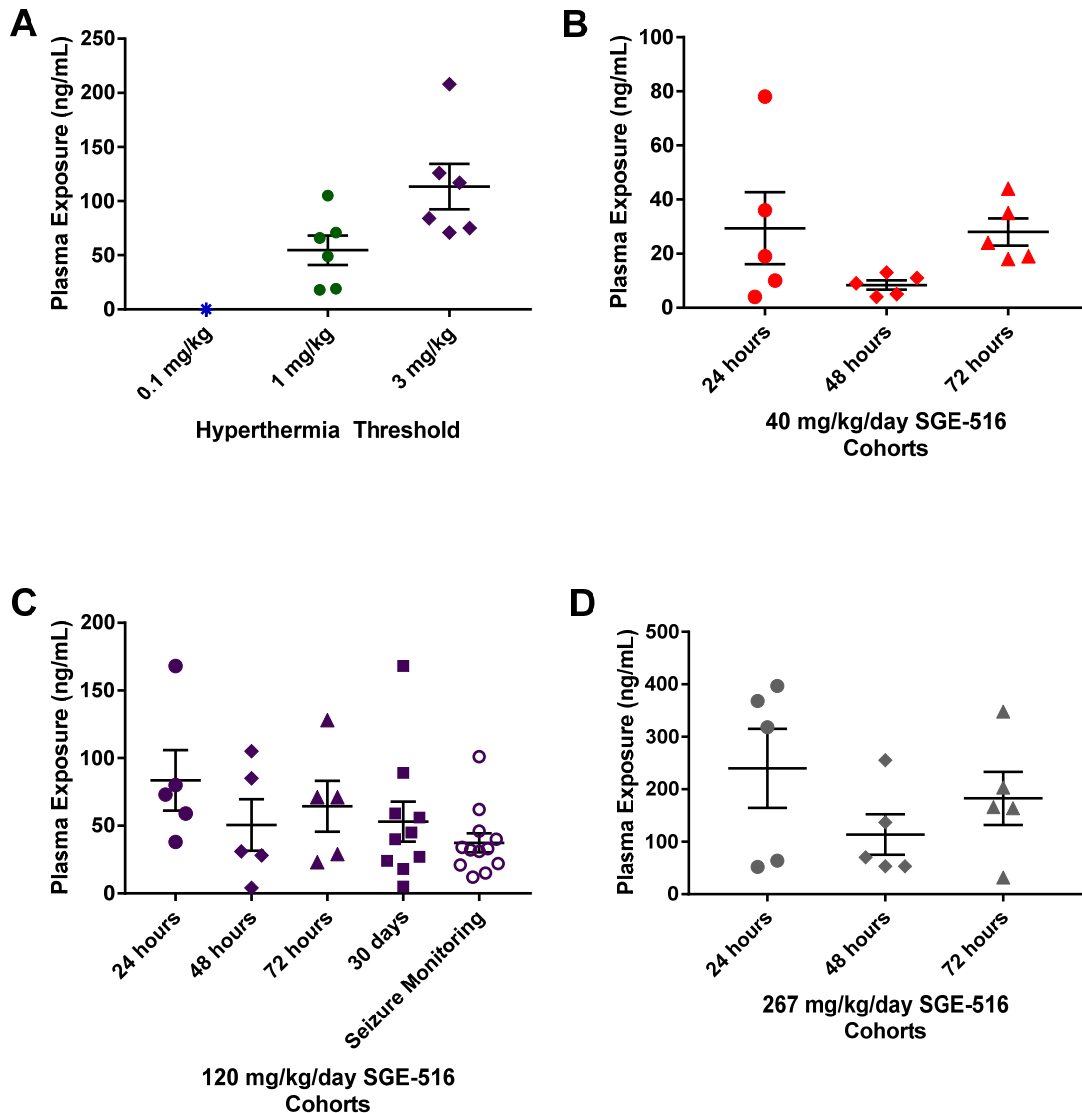 A
Plasma Exposure (ng/mL)
250
200
150
100
50
0
0.1 mg/kg
1 mg/kg
3 mg/kg
Hyperthermia Threshold
B
Plasma Exposure (ng/mL)
100
80
60
40
20
0
24 hours
48 hours
72 hours
40 mg/kg/day SGE-516
Cohorts
C
Plasma Exposure (ng/mL)
200
150
100
50
0
24 hours
48 hours
72 hours
30 days
Seizure Monitoring
120 mg/kg/day SGE-516
Cohorts
D
Plasma Exposure (ng/mL)
500
400
300
200
100
0
24 hours
48 hours
72 hours
267 mg/kg/day SGE-516
Cohorts